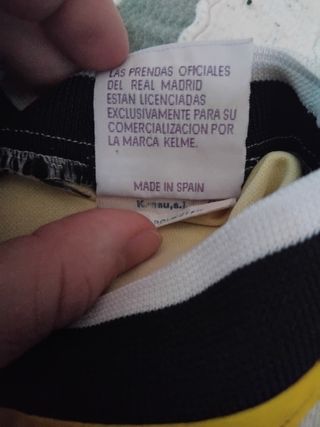 LAS PRENDAS OFICIALES
DEL REAL MADRID
ESTAN LICENCIADAS
EXCLUSIVAMENTE PARA SU
COMERCIALIZACION POR
LA MARCA KELME.
MADE IN SPAIN